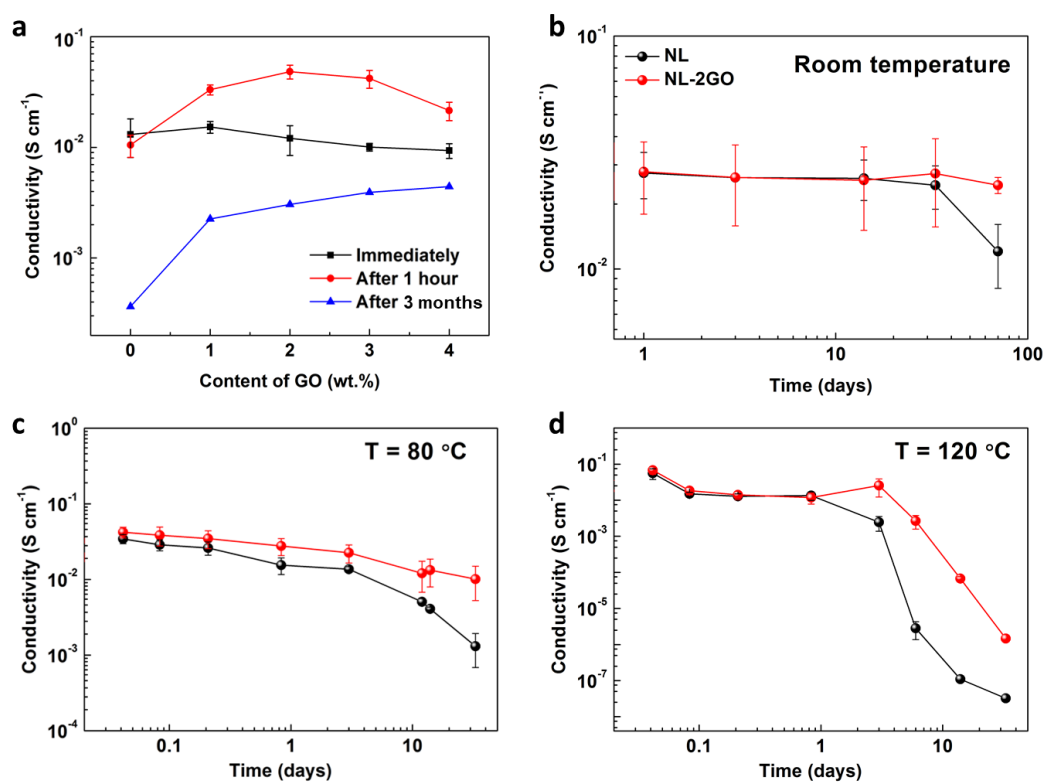 a
10⁻¹
10⁻²
10⁻³
Conductivity (S cm⁻¹)
Immediately
After 1 hour
After 3 months
0 1 2 3 4
Content of GO (wt.%)
b
10⁻¹
10⁻²
Conductivity (S cm⁻¹)
NL
NL-2GO
Room temperature
1 10 100
Time (days)
c
10⁰
10⁻¹
10⁻²
10⁻³
10⁻⁴
Conductivity (S cm⁻¹)
T = 80 °C
0.1 1 10
Time (days)
d
10⁻¹
10⁻³
10⁻⁵
10⁻⁷
Conductivity (S cm⁻¹)
T = 120 °C
0.1 1 10
Time (days)